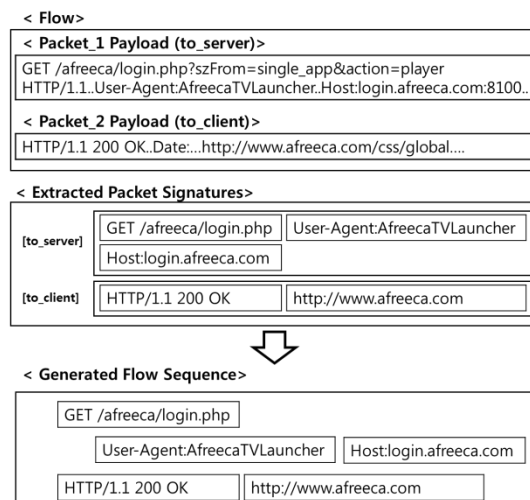 < Flow>
< Packet_1 Payload (to_server)>
GET /afreeca/login.php?szFrom=single_app&action=player
HTTP/1.1..User-Agent:AfreecaTVLauncher..Host:login.afreeca.com:8100..
< Packet_2 Payload (to_client)>
HTTP/1.1 200 OK..Date:...http://www.afreeca.com/css/global....
< Extracted Packet Signatures>
[to_server]
GET /afreeca/login.php
User-Agent:AfreecaTVLauncher
Host:login.afreeca.com
[to_client]
HTTP/1.1 200 OK
http://www.afreeca.com
< Generated Flow Sequence>
GET /afreeca/login.php
User-Agent:AfreecaTVLauncher
Host:login.afreeca.com
HTTP/1.1 200 OK
http://www.afreeca.com